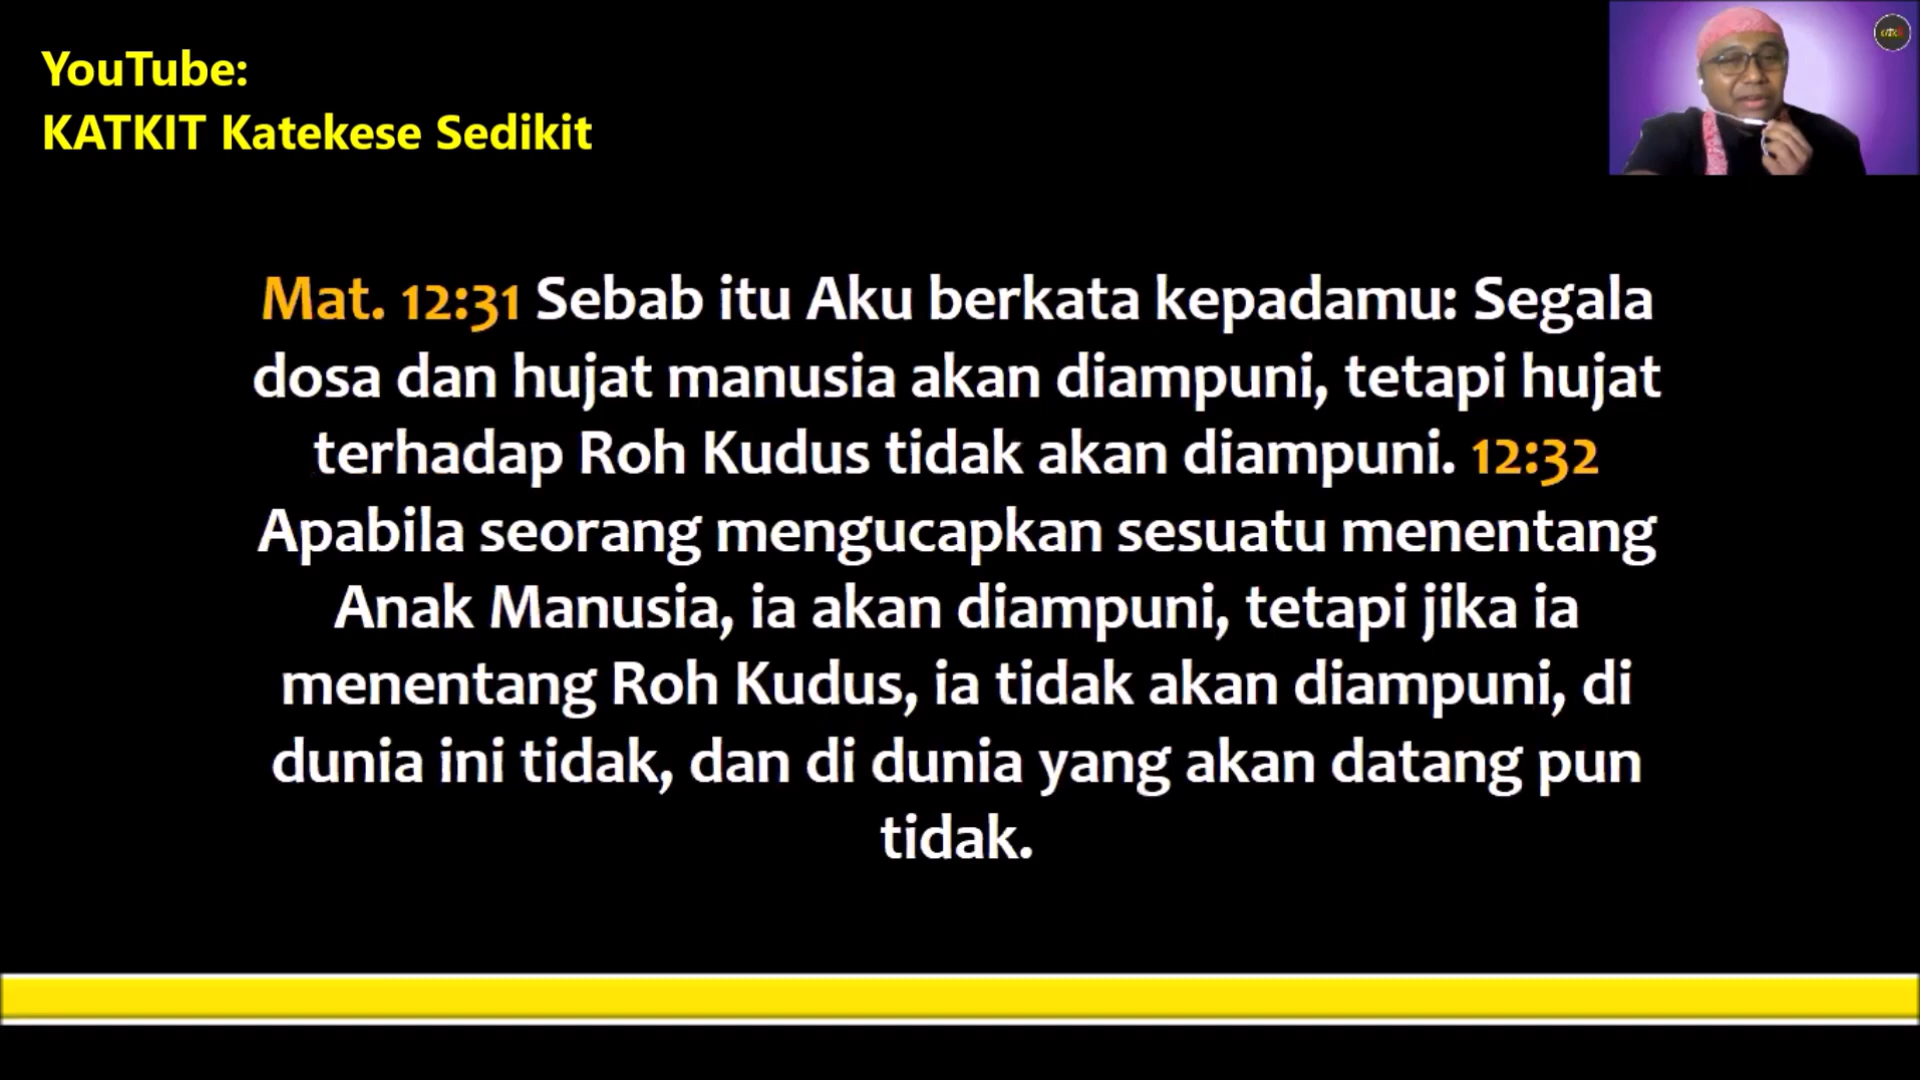 YouTube:
KATKIT Katekese Sedikit
Mat. 12:31 Sebab itu Aku berkata kepadamu: Segala
dosa dan hujat manusia akan diampuni, tetapi hujat
terhadap Roh Kudus tidak akan diampuni. 12:32
Apabila seorang mengucapkan sesuatu menentang
Anak Manusia, ia akan diampuni, tetapi jika ia
menentang Roh Kudus, ia tidak akan diampuni, di
dunia ini tidak, dan di dunia yang akan datang pun
tidak.